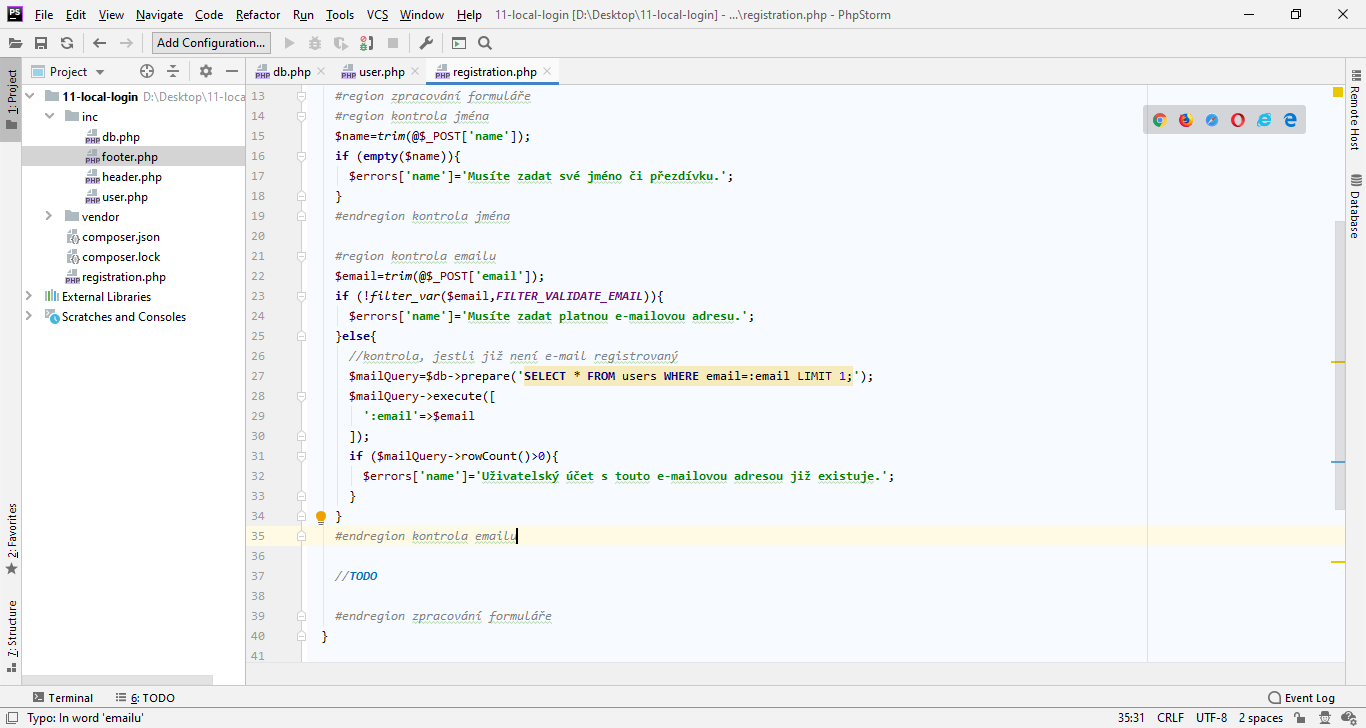 File Edit View Navigate Code Refactor Run Tools VCS Window Help 11-local-login [D:\Desktop\11-local-login] - ...\registration.php - PhpStorm
Add Configuration...
1: Project
Project
db.php user.php registration.php
11-local-login D:\Desktop\11-loca
inc
db.php
footer.php
header.php
user.php
vendor
composer.json
composer.lock
registration.php
External Libraries
Scratches and Consoles
2: Favorites
7: Structure
13 #region zpracování formuláře
14 #region kontrola jména
15 $name=trim(@$_POST['name']);
16 if (empty($name)){
17 $errors['name']='Musíte zadat své jméno či přezdívku.';
18 }
19 #endregion kontrola jména
20
21 #region kontrola emailu
22 $email=trim(@$_POST['email']);
23 if (!filter_var($email,FILTER_VALIDATE_EMAIL)){
24 $errors['name']='Musíte zadat platnou e-mailovou adresu.';
25 }else{
26 //kontrola, jestli již není e-mail registrovaný
27 $mailQuery=$db->prepare('SELECT * FROM users WHERE email=:email LIMIT 1;');
28 $mailQuery->execute([
29 ':email'=>$email
30 ]);
31 if ($mailQuery->rowCount()>0){
32 $errors['name']='Uživatelský účet s touto e-mailovou adresou již existuje.';
33 }
34 }
35 #endregion kontrola emailu
36
37 //TODO
38
39 #endregion zpracování formuláře
40 }
41
Remote Host
Database
Terminal 6: TODO Event Log
Typo: In word 'emailu' 35:31 CRLF UTF-8 2 spaces